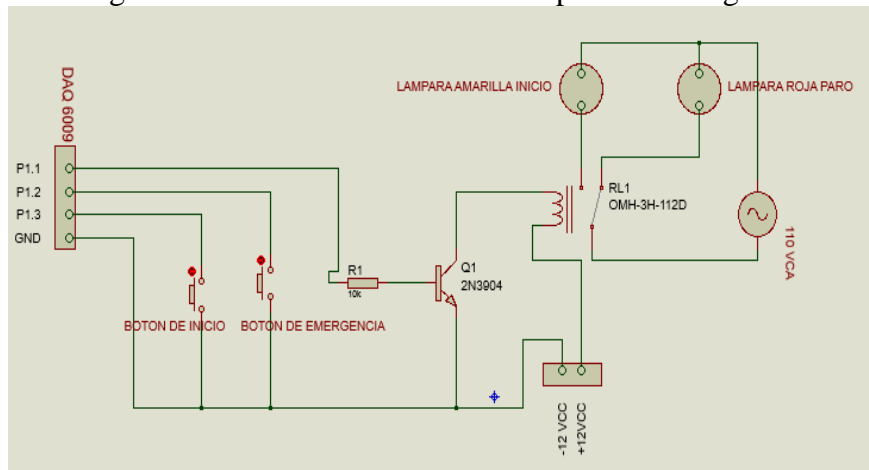 DAQ 6009
P1.1
P1.2
P1.3
GND
BOTON DE INICIO
BOTON DE EMERGENCIA
R1
10k
Q1
2N3904
LAMPARA AMARILLA INICIO
LAMPARA ROJA PARO
RL1
OMH-3H-112D
110 VCA
-12 VCC
+12VCC